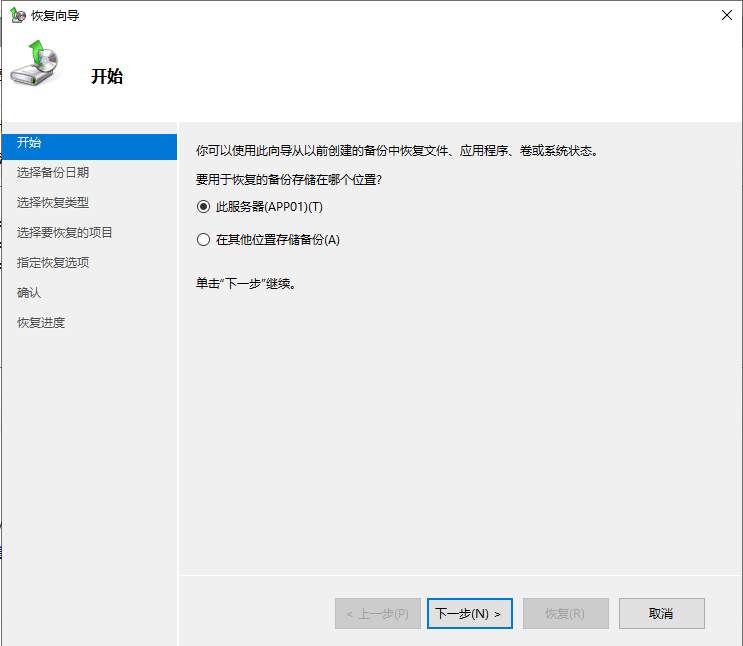 恢复向导
开始
开始
选择备份日期
选择恢复类型
选择要恢复的项目
指定恢复选项
确认
恢复进度
你可以使用此向导从以前创建的备份中恢复文件、应用程序、卷或系统状态。
要用于恢复的备份存储在哪个位置?
此服务器(APP01)(T)
在其他位置存储备份(A)
单击“下一步”继续。
< 上一步(P)
下一步(N) >
恢复(R)
取消